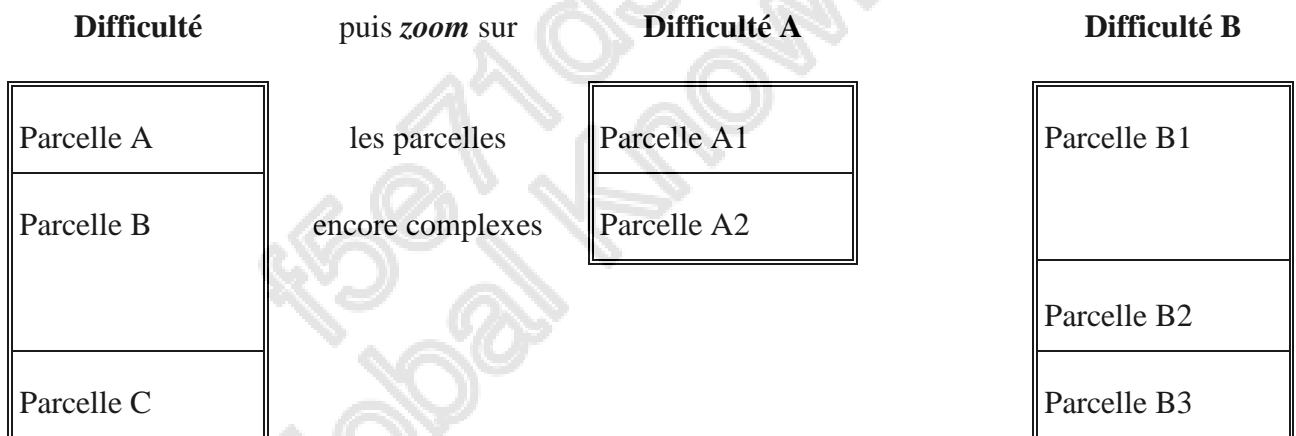 Difficulté puis zoom sur Difficulté A Difficulté B
Parcelle A les parcelles Parcelle A1 Parcelle B1
Parcelle B encore complexes Parcelle A2
Parcelle B2
Parcelle C Parcelle B3